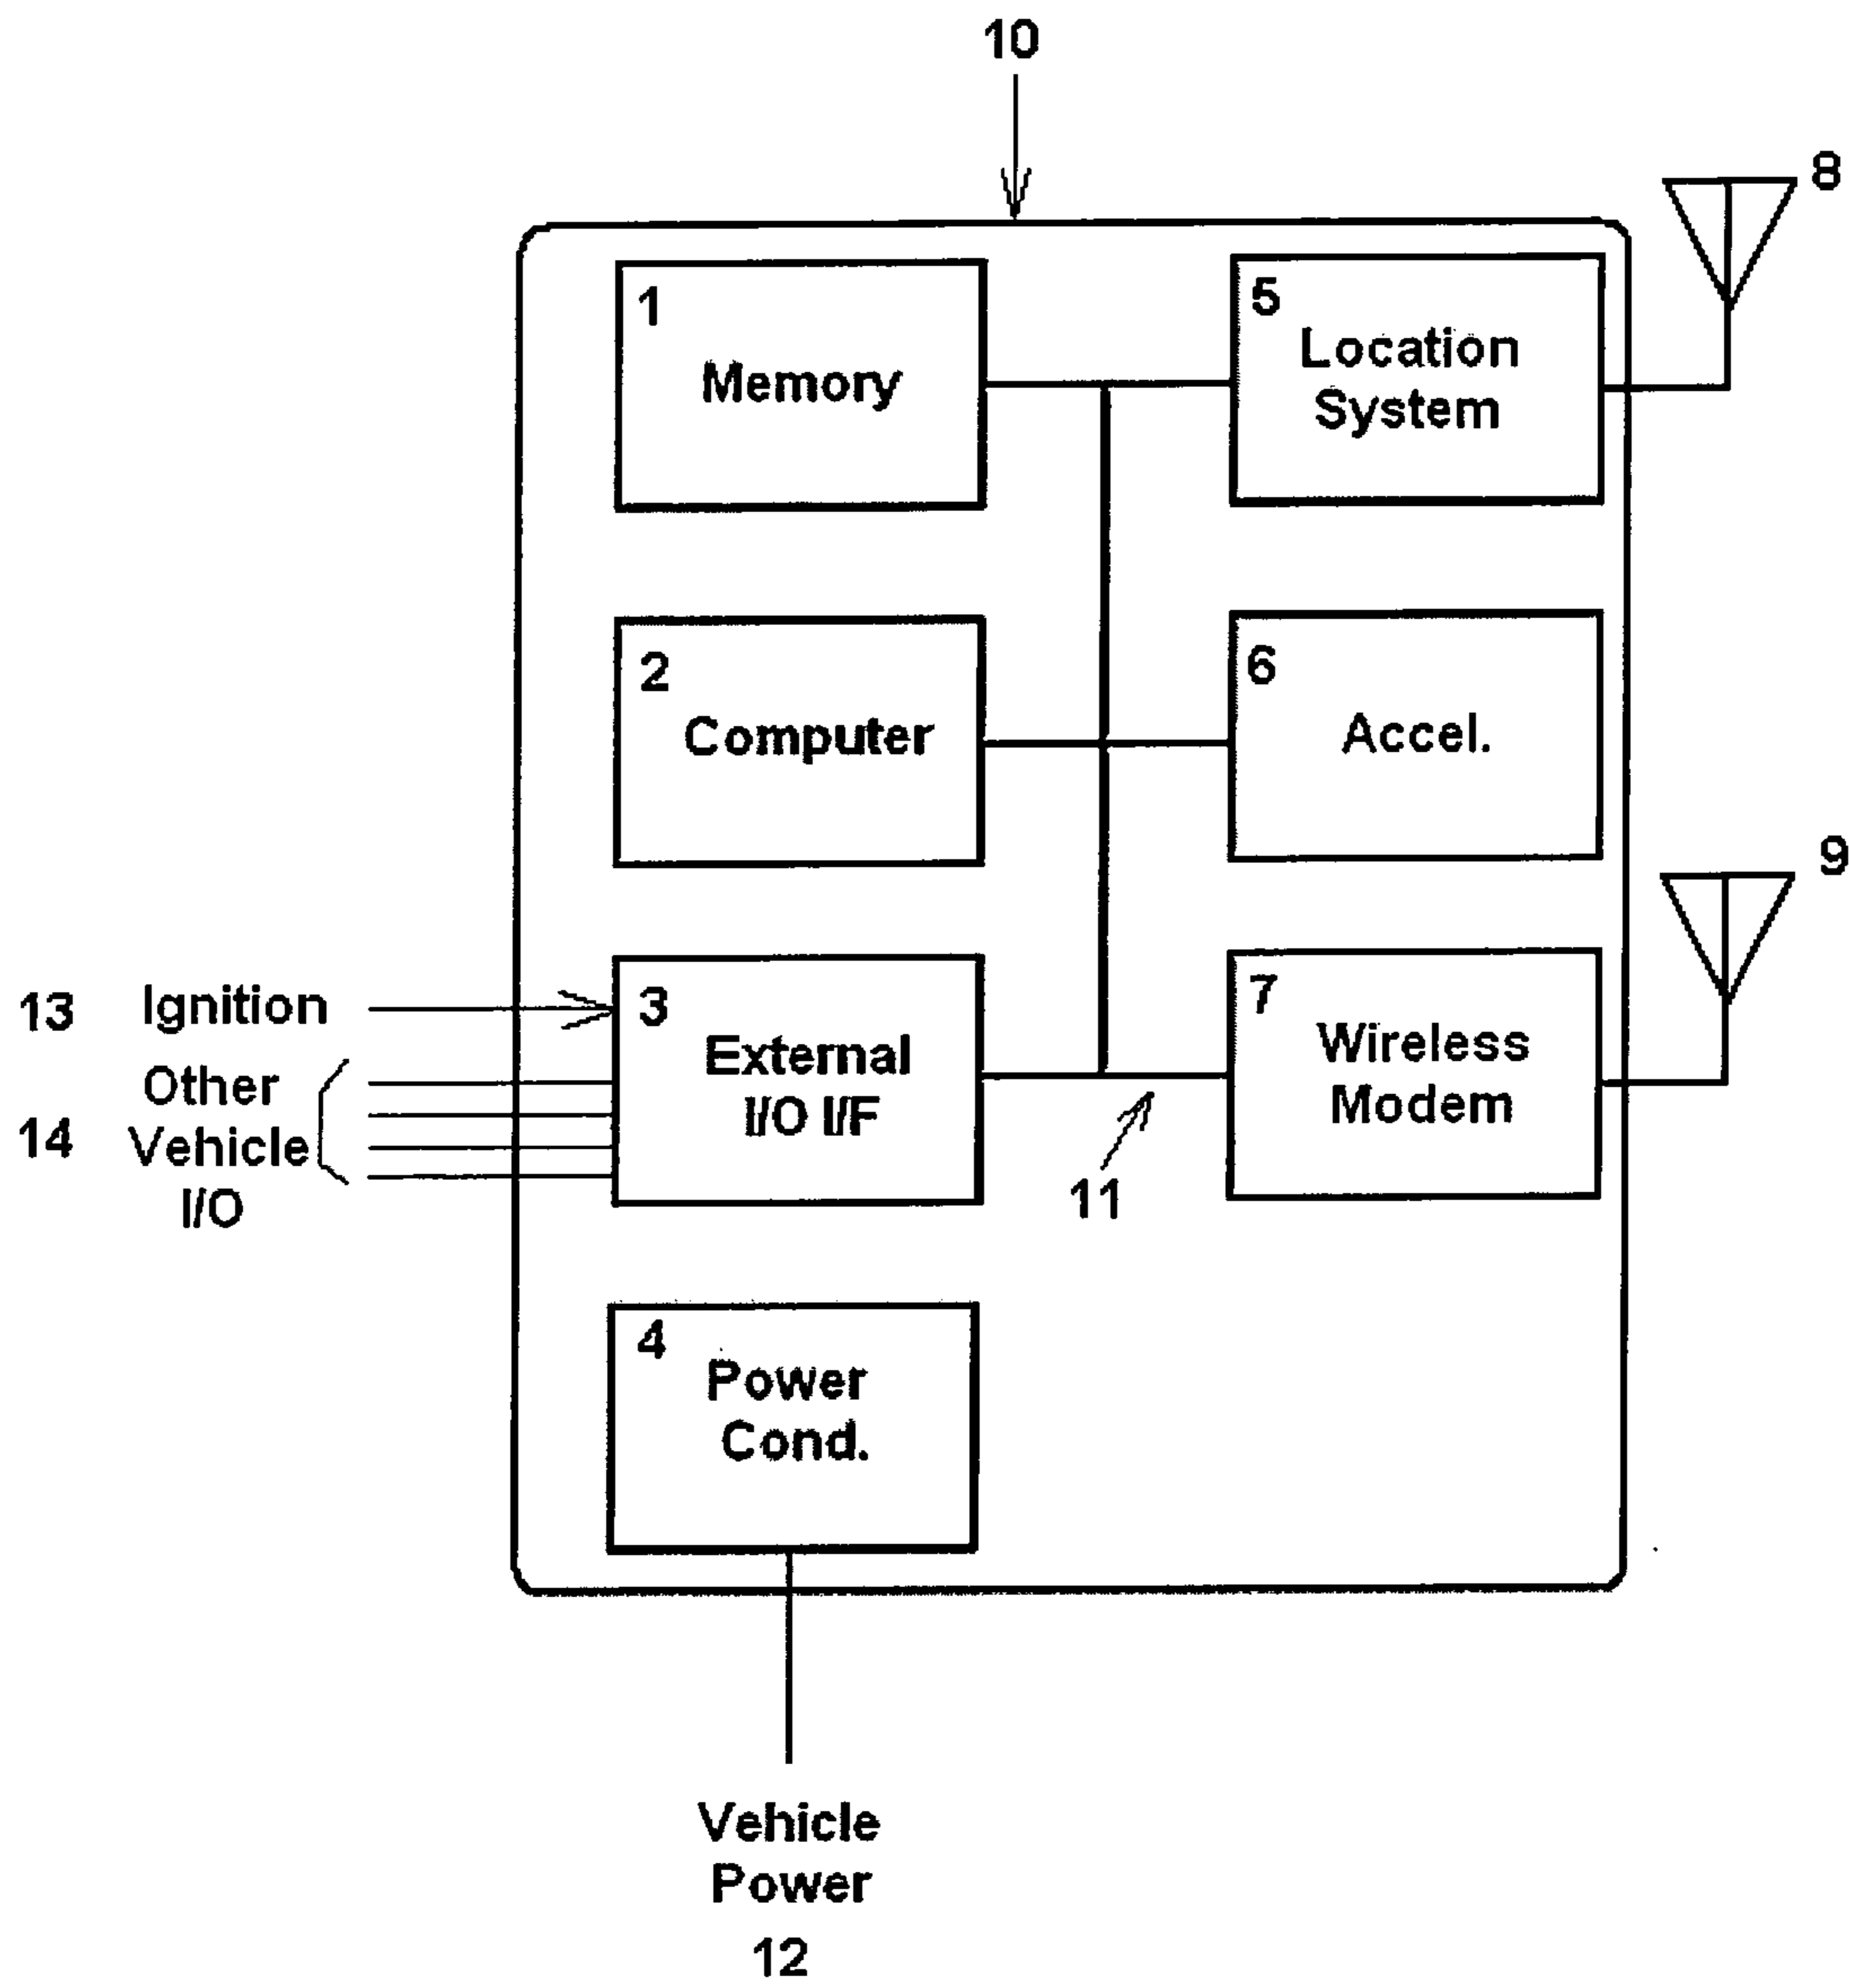 10
8
1
Memory
5
Location
System
2
Computer
6
Accel.
9
13 Ignition
Other
14 Vehicle
I/O
3
External
I/O I/F
7
Wireless
Modem
11
4
Power
Cond.
Vehicle
Power
12